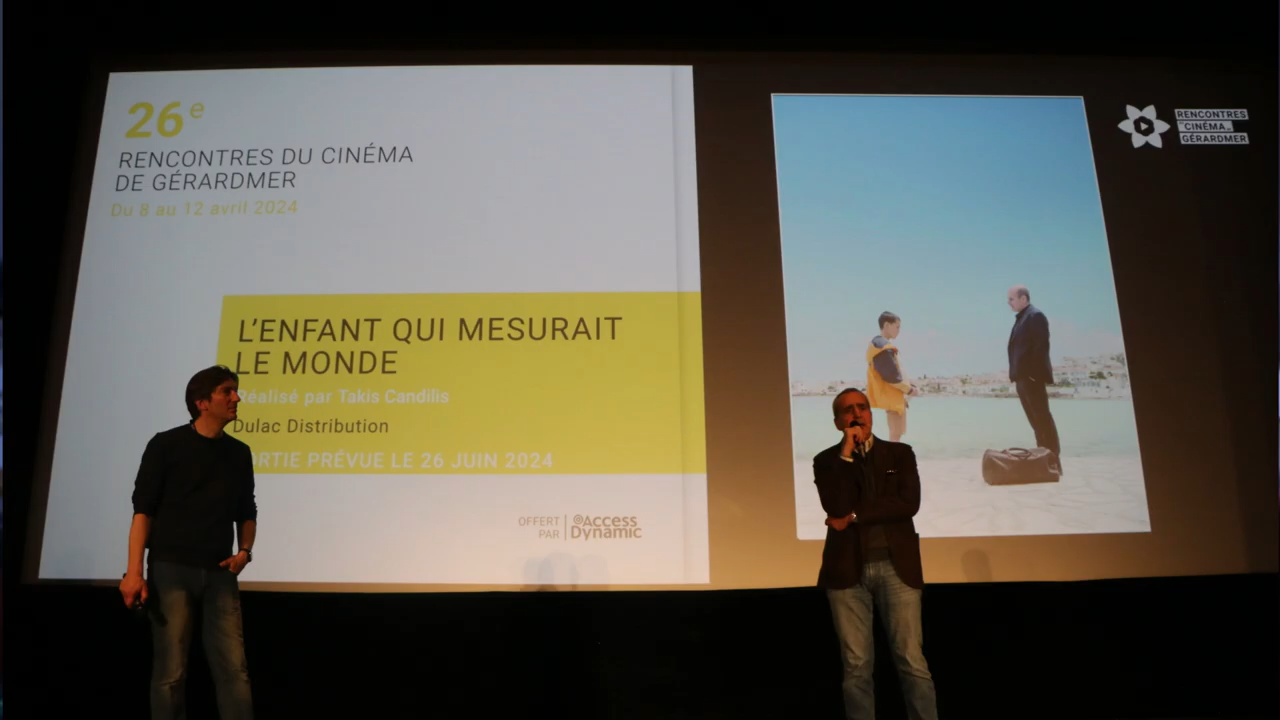 26e
RENCONTRES DU CINÉMA
DE GÉRARDMER
Du 8 au 12 avril 2024
L'ENFANT QUI MESURAIT
LE MONDE
Réalisé par Takis Candilis
Dulac Distribution
SORTIE PRÉVUE LE 26 JUIN 2024
OFFERT
PAR
Access
Dynamic
RENCONTRES
CINÉMA
GÉRARDMER